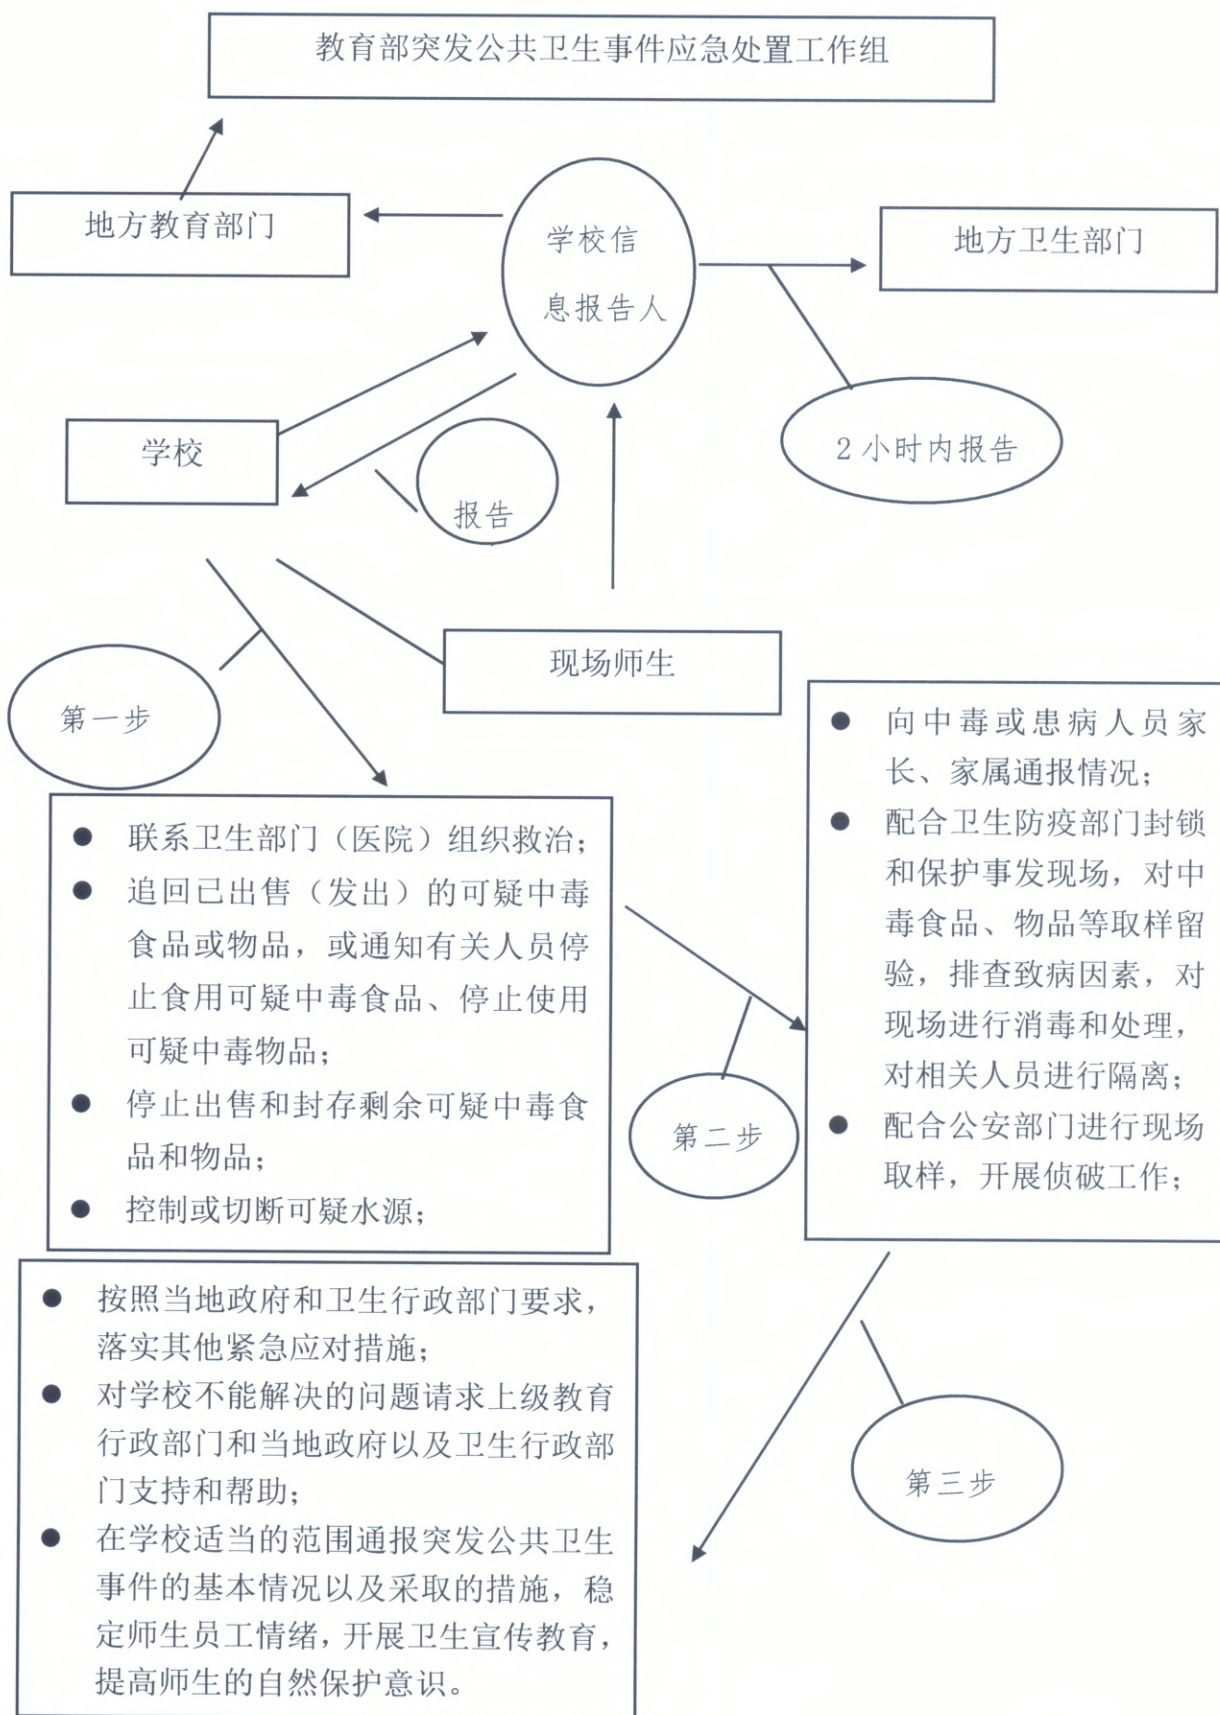 教育部突发公共卫生事件应急处置工作组
地方教育部门
学校信
息报告人
地方卫生部门
学校
报告
2 小时内报告
现场师生
第一步
● 联系卫生部门（医院）组织救治；
● 追回已出售（发出）的可疑中毒
食品或物品，或通知有关人员停
止食用可疑中毒食品、停止使用
可疑中毒物品；
● 停止出售和封存剩余可疑中毒食
品和物品；
● 控制或切断可疑水源；
第二步
● 向中毒或患病人员家
长、家属通报情况；
● 配合卫生防疫部门封锁
和保护事发现场，对中
毒食品、物品等取样留
验，排查致病因素，对
现场进行消毒和处理，
对相关人员进行隔离；
● 配合公安部门进行现场
取样，开展侦破工作；
第三步
● 按照当地政府和卫生行政部门要求，
落实其他紧急应对措施；
● 对学校不能解决的问题请求上级教育
行政部门和当地政府以及卫生行政部
门支持和帮助；
● 在学校适当的范围通报突发公共卫生
事件的基本情况以及采取的措施，稳
定师生员工情绪，开展卫生宣传教育，
提高师生的自然保护意识。